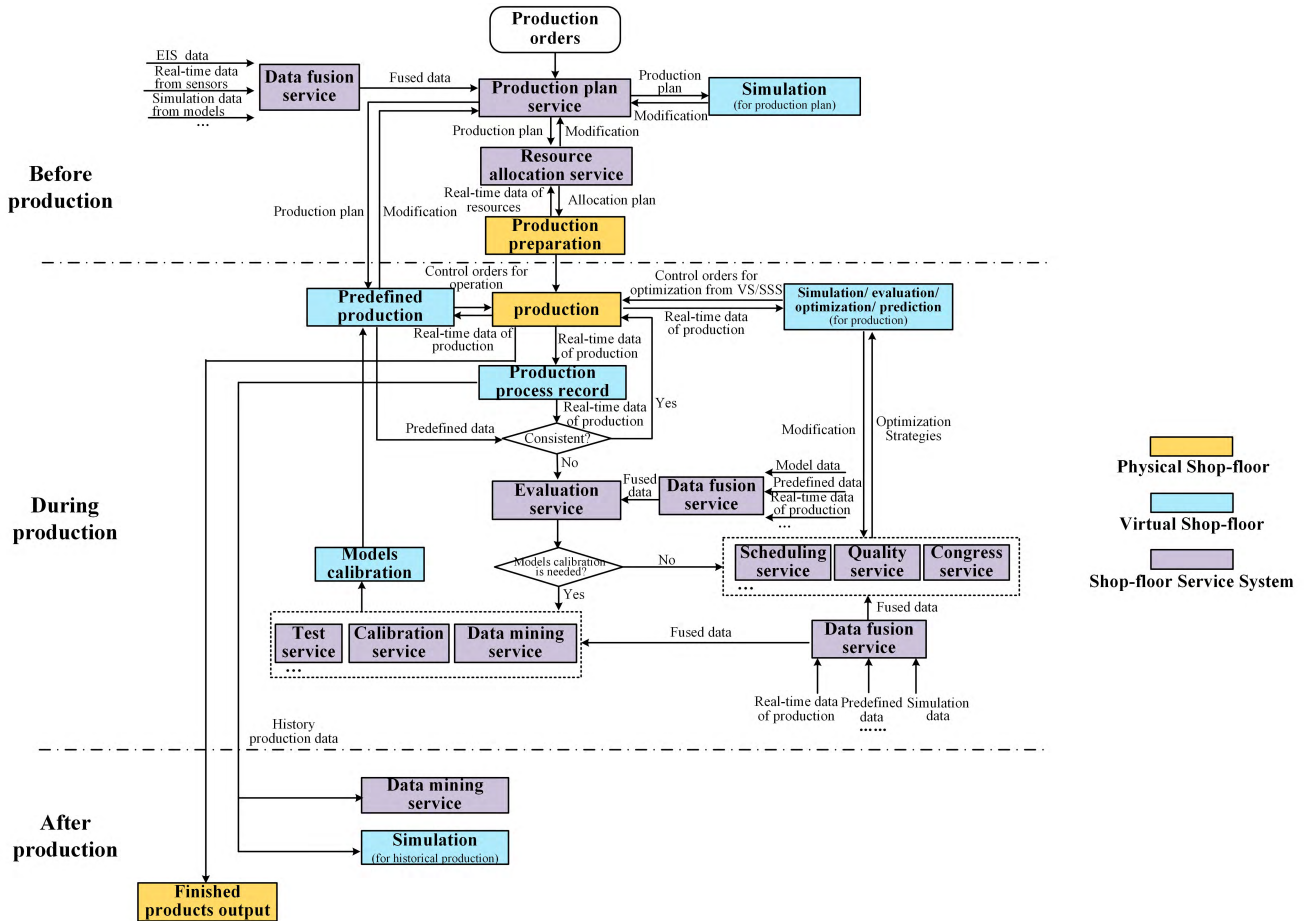 Production
orders
EIS data
Real-time data
from sensors
Simulation data
from models
...
Data fusion
service
Fused data
Production plan
service
Production
plan
Modification
Simulation
(for production plan)
Production plan
Modification
Resource
allocation service
Before
production
Real-time data of
resources
Allocation plan
Production plan
Modification
Production
preparation
Control orders for
operation
Control orders for
optimization from VS/SSS
Predefined
production
production
Simulation/ evaluation/
optimization/ prediction
(for production)
Real-time data of
production
Real-time data
of production
Real-time data
of production
Production
process record
Real-time data
of production
Yes
Predefined data
Consistent?
Modification
Optimization
Strategies
No
Physical Shop-floor
During
production
Evaluation
service
Fused
data
Data fusion
service
Model data
Predefined data
Real-time data
of production
...
Virtual Shop-floor
Models
calibration
Models calibration
is needed?
No
Scheduling
service
Quality
service
Congress
service
...
Shop-floor Service System
Yes
Fused data
Test
service
Calibration
service
Data mining
service
...
Fused data
Data fusion
service
Real-time data
of production
Predefined
data
Simulation
data
......
History
production data
After
production
Data mining
service
Simulation
(for historical production)
Finished
products output